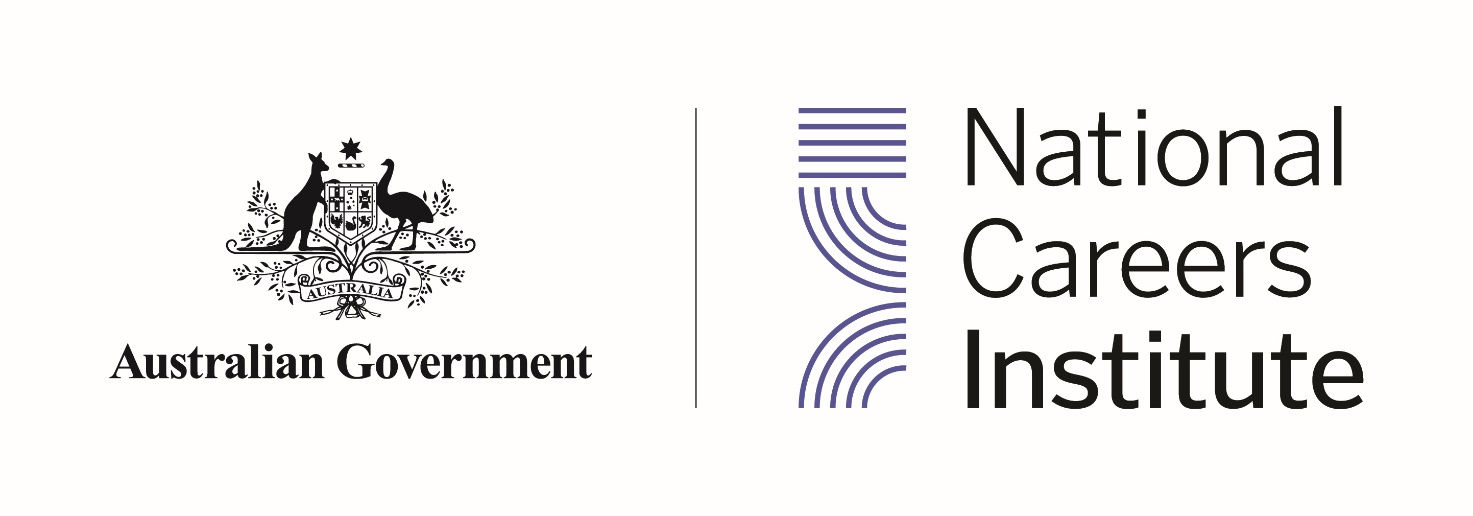 AUSTRALIA
Australian Government
National
Careers
Institute